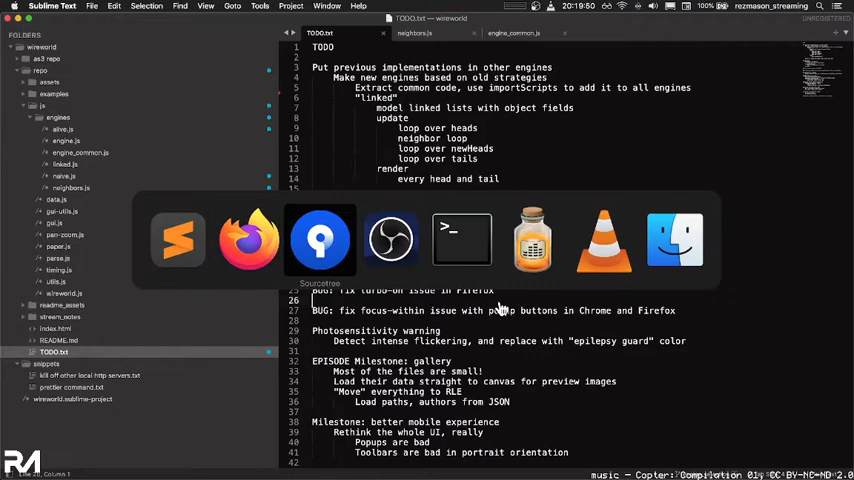 Sublime Text File Edit Selection Find View Goto Tools Project Window Help 100% rezmason_streaming 20:19:50
TODO.txt — wireworld UNREGISTERED
FOLDERS
wireworld
as3 repo
repo
assets
examples
js
engines
alive.js
engine.js
engine_common.js
linked.js
naive.js
neighbors.js
data.js
gui-utils.js
gui.js
pan-zoom.js
paper.js
parse.js
timing.js
utils.js
wireworld.js
readme_assets
stream_notes
index.html
README.md
TODO.txt
snippets
kill off other local http servers.txt
prettier command.txt
wireworld.sublime-project
TODO.txt neighbors.js engine_common.js
1 TODO
2
3 Put previous implementations in other engines
4 Make new engines based on old strategies
5 Extract common code, use importScripts to add it to all engines
6 "linked"
7 model linked lists with object fields
8 update
9 loop over heads
10 neighbor loop
11 loop over newHeads
12 loop over tails
13 render
14 every head and tail
15
Sourcetree
25 BUG: fix turbo-on issue in Firefox
26
27 BUG: fix focus-within issue with popup buttons in Chrome and Firefox
28
29 Photosensitivity warning
30 Detect intense flickering, and replace with "epilepsy guard" color
31
32 EPISODE Milestone: gallery
33 Most of the files are small!
34 Load their data straight to canvas for preview images
35 "Move" everything to RLE
36 Load paths, authors from JSON
37
38 Milestone: better mobile experience
39 Rethink the whole UI, really
40 Popups are bad
41 Toolbars are bad in portrait orientation
42
RM
music - Copter: Compilation 01, CC BY-NC-ND 2.0